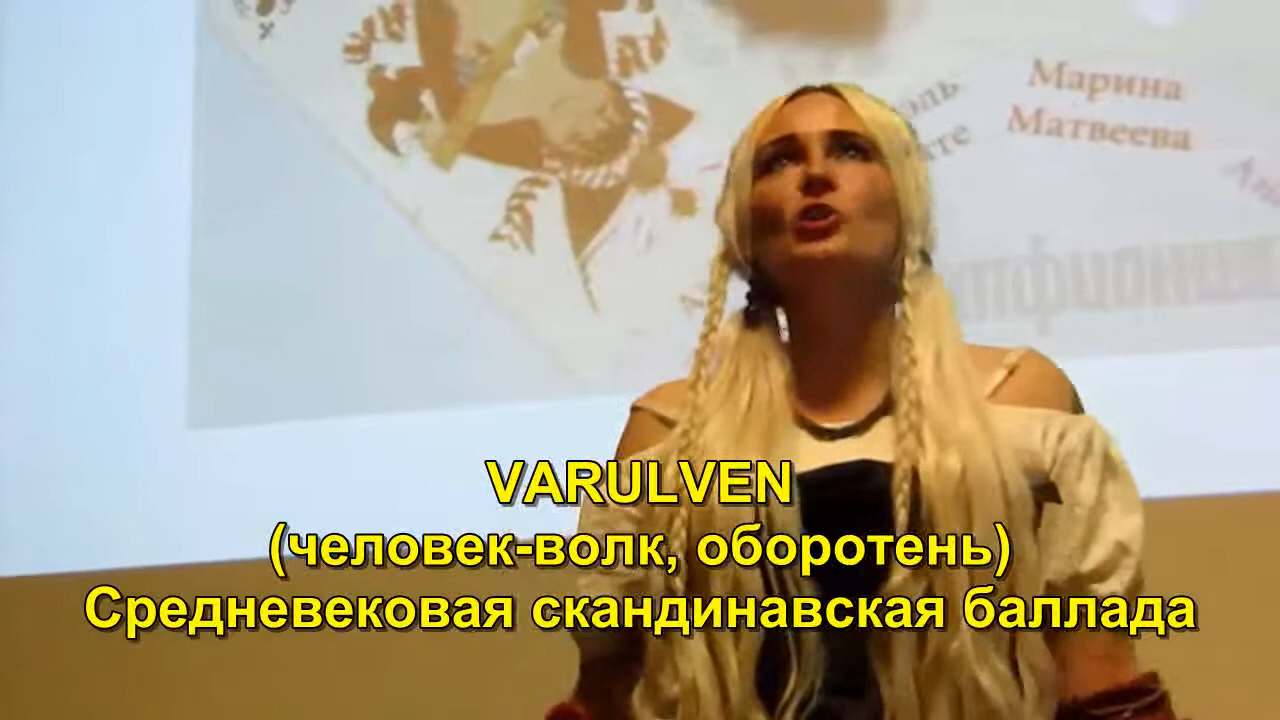 Марина
Матвеева
VARULVEN
(человек-волк, оборотень)
Средневековая скандинавская баллада